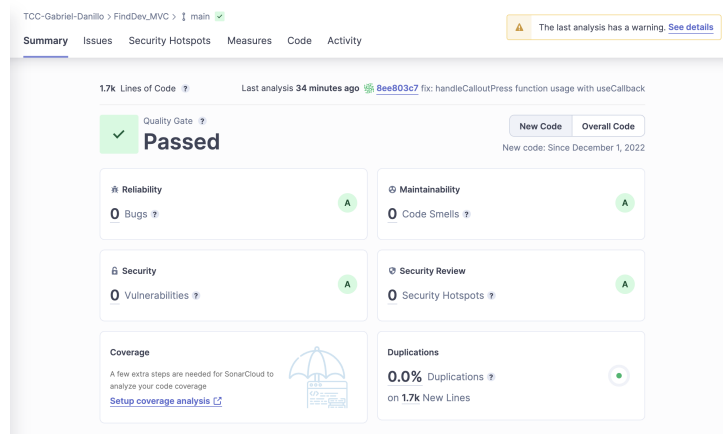 TCC-Gabriel-Danillo > FindDev_MVC > main
The last analysis has a warning. See details
Summary Issues Security Hotspots Measures Code Activity
1.7k Lines of Code ? Last analysis 34 minutes ago 8ee803c7 fix: handleCalloutPress function usage with useCallback
Quality Gate ?
Passed
New Code Overall Code
New code: Since December 1, 2022
Reliability
0 Bugs ?
A
Maintainability
0 Code Smells ?
A
Security
0 Vulnerabilities ?
A
Security Review
0 Security Hotspots ?
A
Coverage
A few extra steps are needed for SonarCloud to
analyze your code coverage
Setup coverage analysis
Duplications
0.0% Duplications ?
on 1.7k New Lines